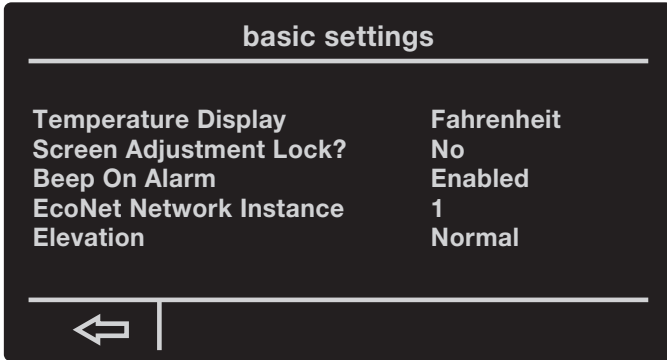 basic settings
Temperature Display Fahrenheit
Screen Adjustment Lock? No
Beep On Alarm Enabled
EcoNet Network Instance 1
Elevation Normal